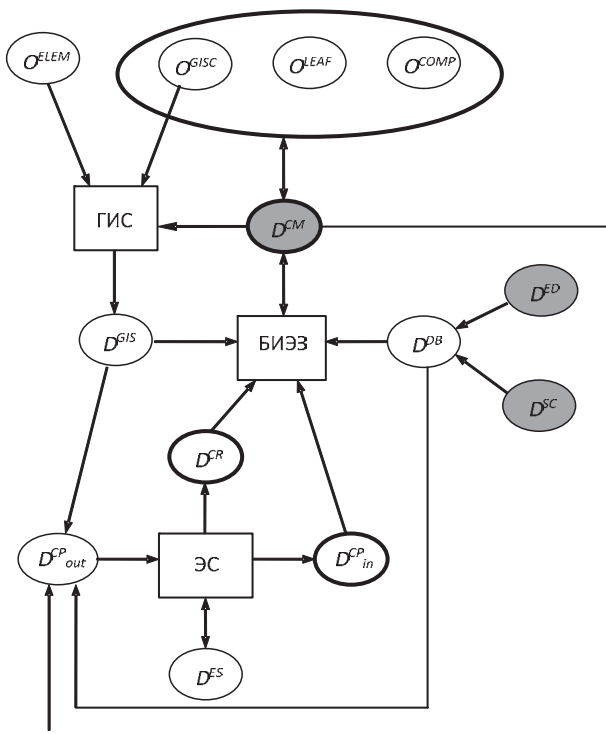 O^ELEM
O^GISC O^LEAF O^COMP
ГИС
D^CM
D^ED
D^GIS
БИЭЗ
D^DB
D^SC
D^CR
D^CP_out
ЭС
D^CP_in
D^ES